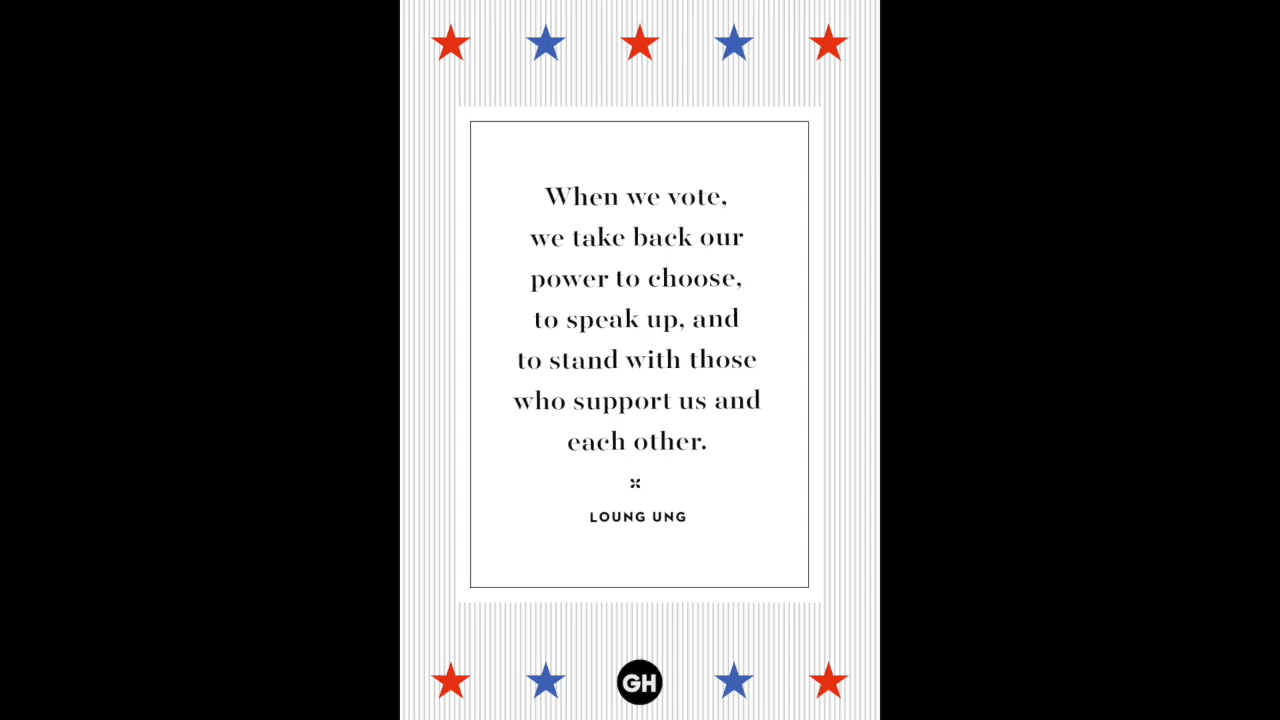 When we vote,
we take back our
power to choose,
to speak up, and
to stand with those
who support us and
each other.
LOUNG UNG
GH